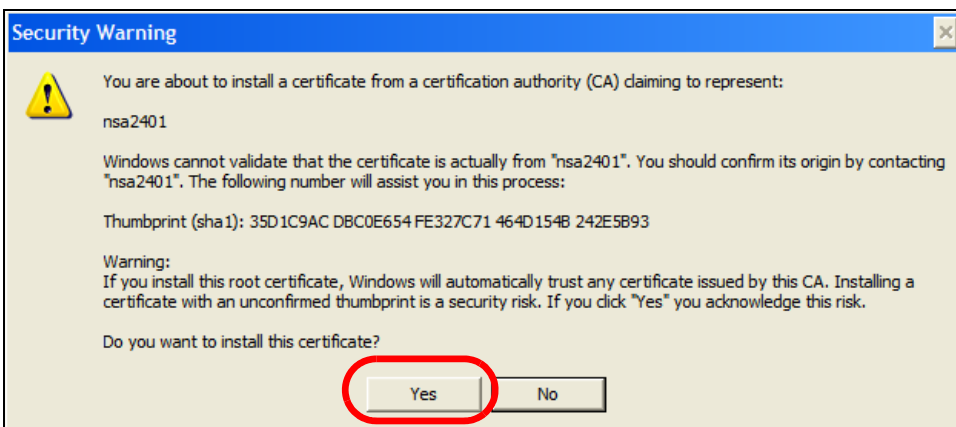 Security Warning
You are about to install a certificate from a certification authority (CA) claiming to represent:
nsa2401
Windows cannot validate that the certificate is actually from "nsa2401". You should confirm its origin by contacting
"nsa2401". The following number will assist you in this process:
Thumbprint (sha1): 35D1C9AC DBC0E654 FE327C71 464D154B 242E5B93
Warning:
If you install this root certificate, Windows will automatically trust any certificate issued by this CA. Installing a
certificate with an unconfirmed thumbprint is a security risk. If you click "Yes" you acknowledge this risk.
Do you want to install this certificate?
Yes No